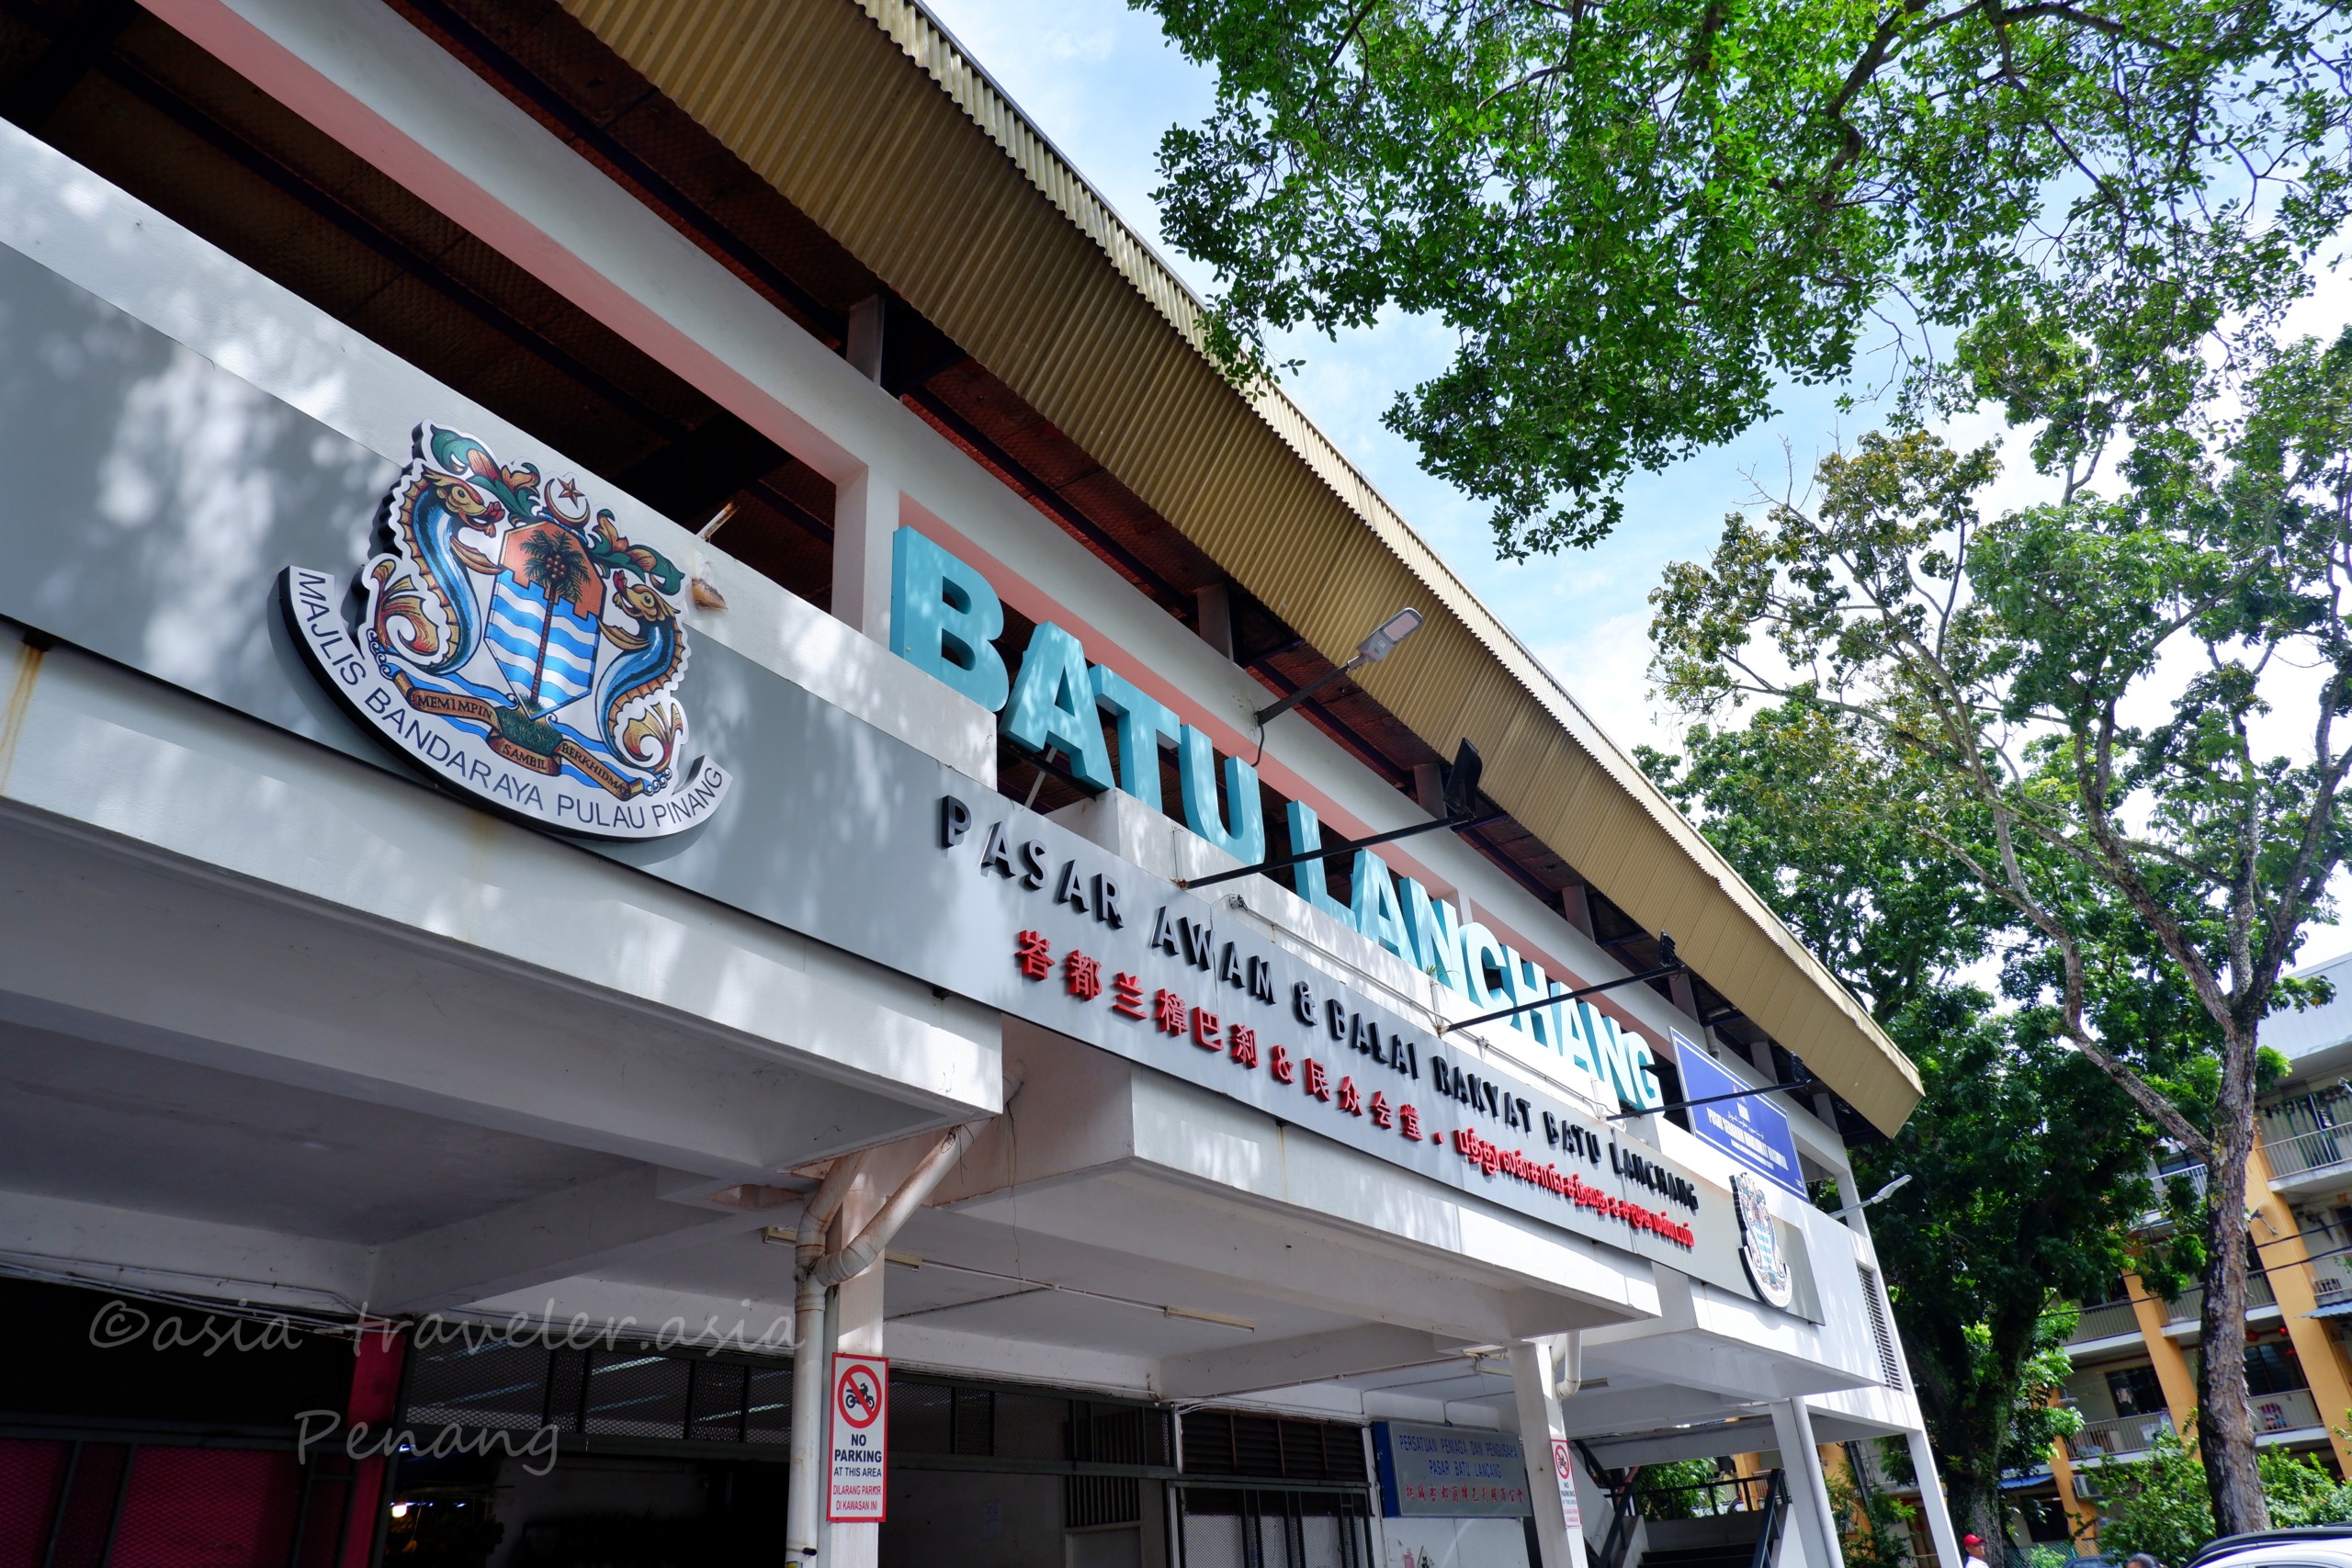 BATU LANCHANG
MAJLIS BANDARAYA PULAU PINANG
MEMIMPIN SAMBIL BERKHIDMAT
PASAR AWAM & BALAI RAKYAT BATU LANCHANG
峇都兰樟巴刹&民众会堂 •
NO
PARKING
AT THIS AREA
DILARANG PARKIR
DI KAWASAN INI
PERSATUAN PENIAGA DAN PENGUSAHA
PASAR BATU LANCANG
©asia-traveler.asia
Penang